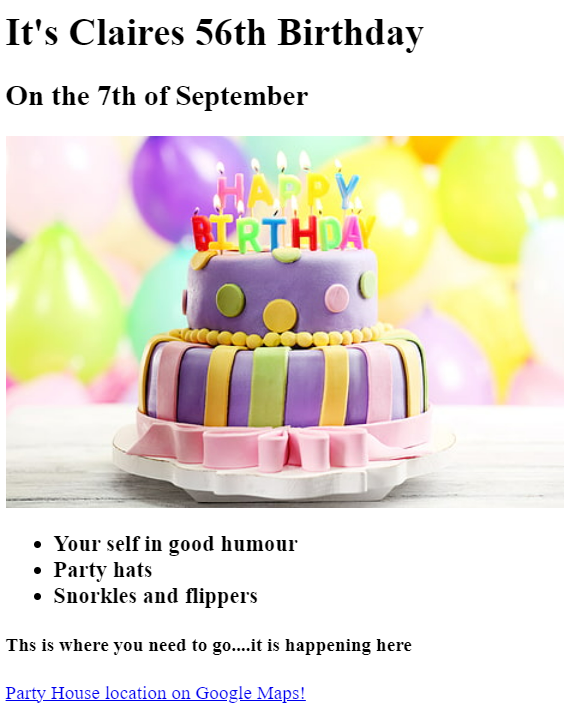 It's Claires 56th Birthday
On the 7th of September
HAPPY
BIRTHDAY
Your self in good humour
Party hats
Snorkles and flippers
Ths is where you need to go....it is happening here
Party House location on Google Maps!